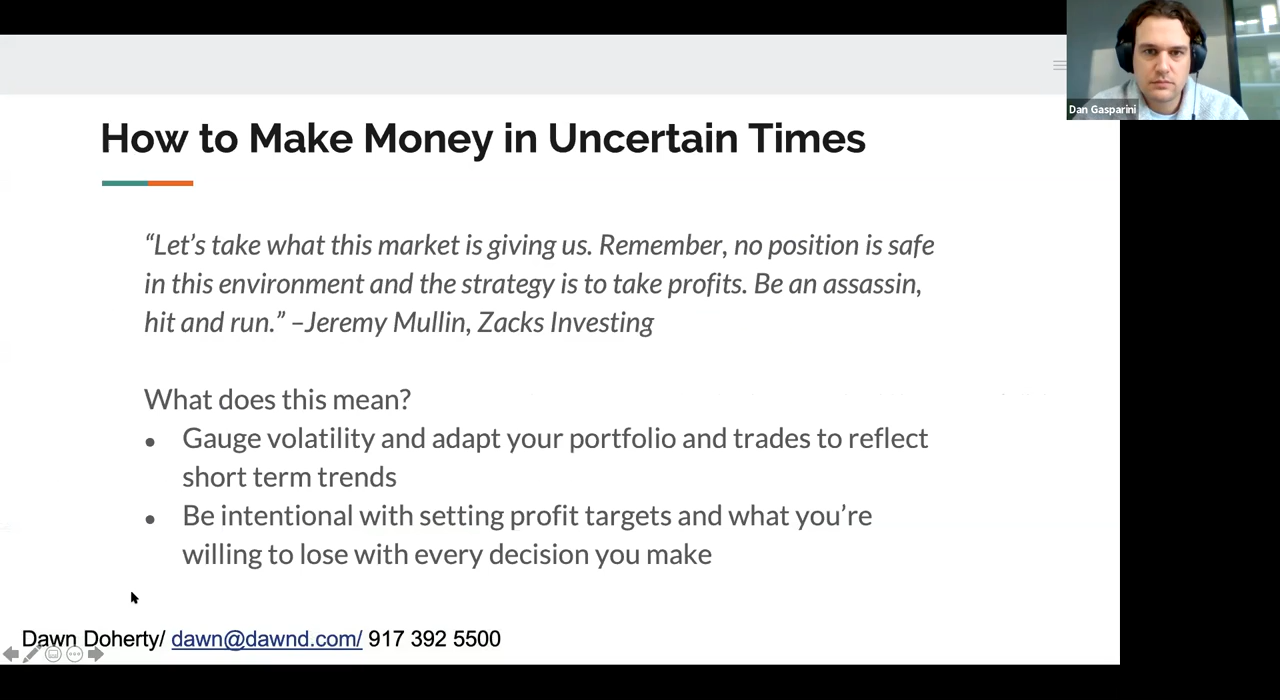 Dan Gasparini
How to Make Money in Uncertain Times
“Let’s take what this market is giving us. Remember, no position is safe
in this environment and the strategy is to take profits. Be an assassin,
hit and run.” –Jeremy Mullin, Zacks Investing
What does this mean?
● Gauge volatility and adapt your portfolio and trades to reflect
short term trends
● Be intentional with setting profit targets and what you’re
willing to lose with every decision you make
Dawn Doherty/ dawn@dawnd.com/ 917 392 5500